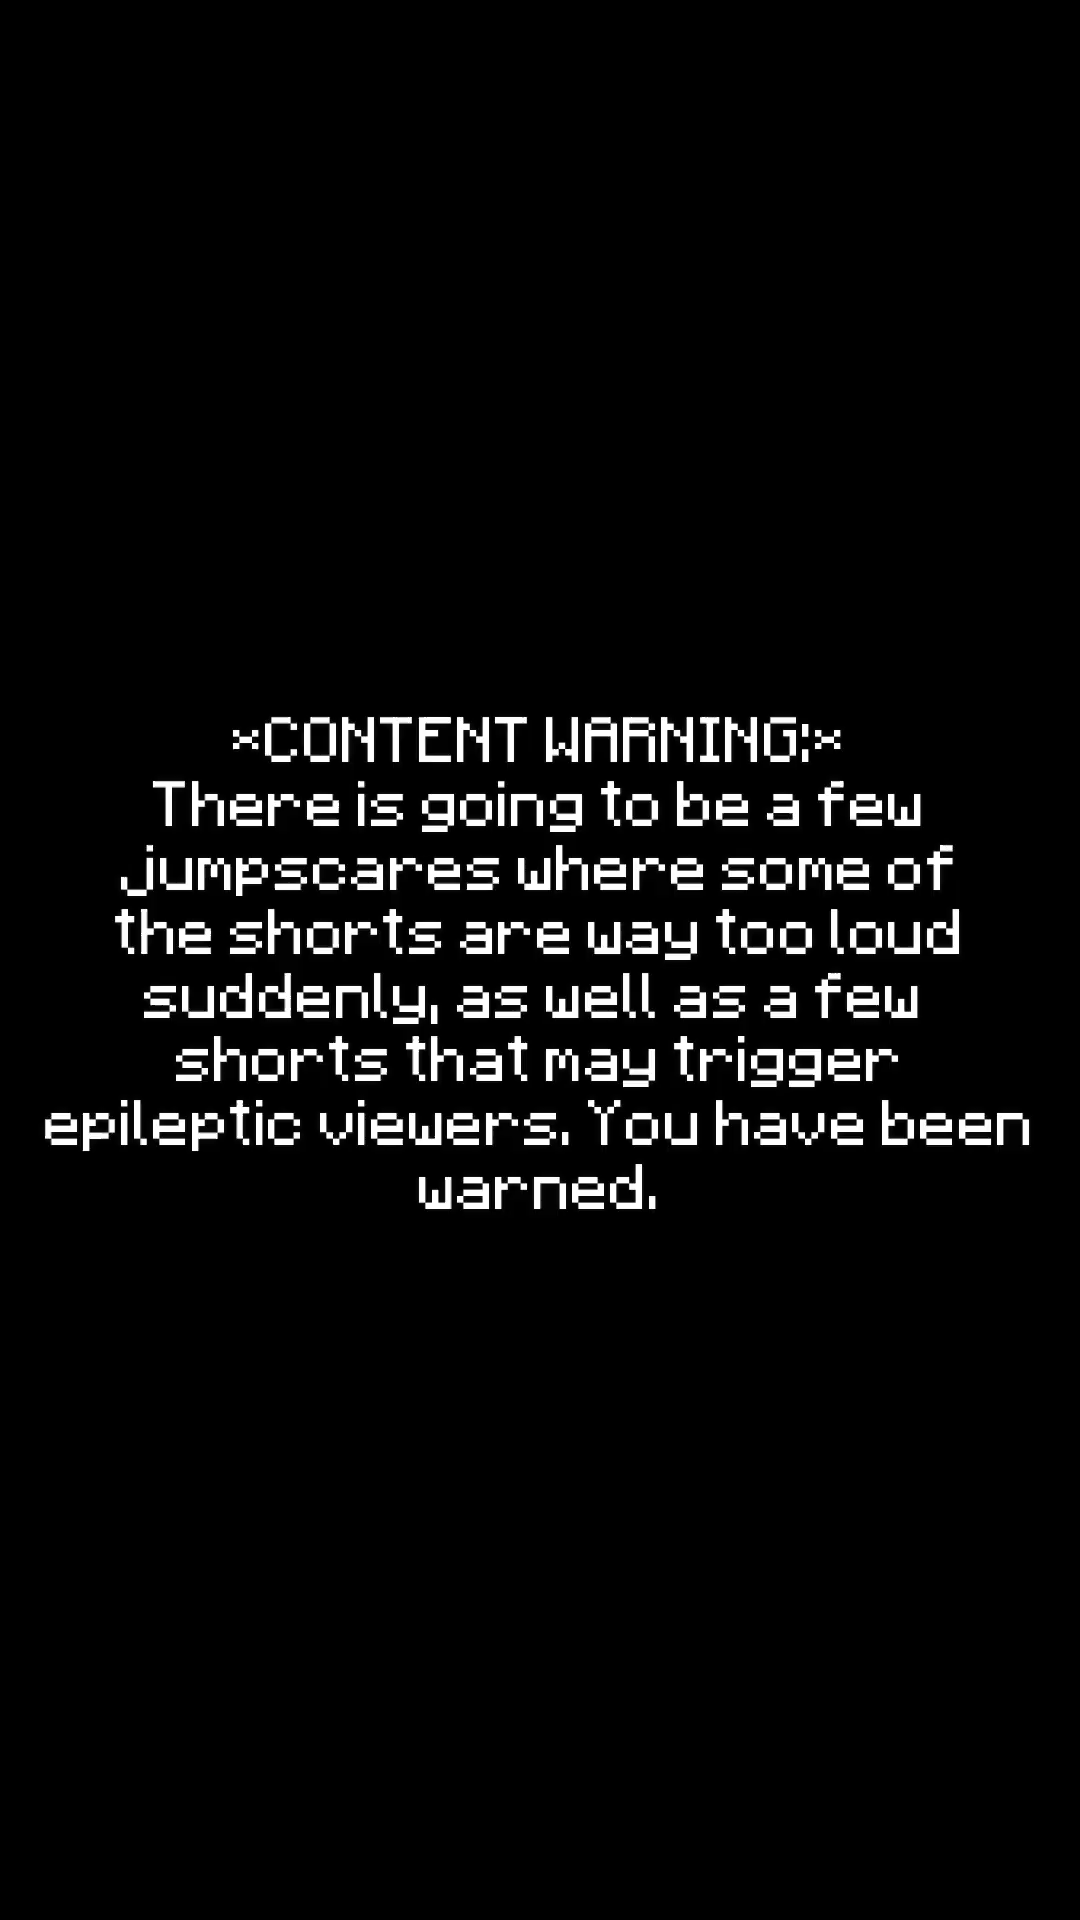 *CONTENT WARNING:*
There is going to be a few
jumpscares where some of
the shorts are way too loud
suddenly, as well as a few
shorts that may trigger
epileptic viewers. You have been
warned.